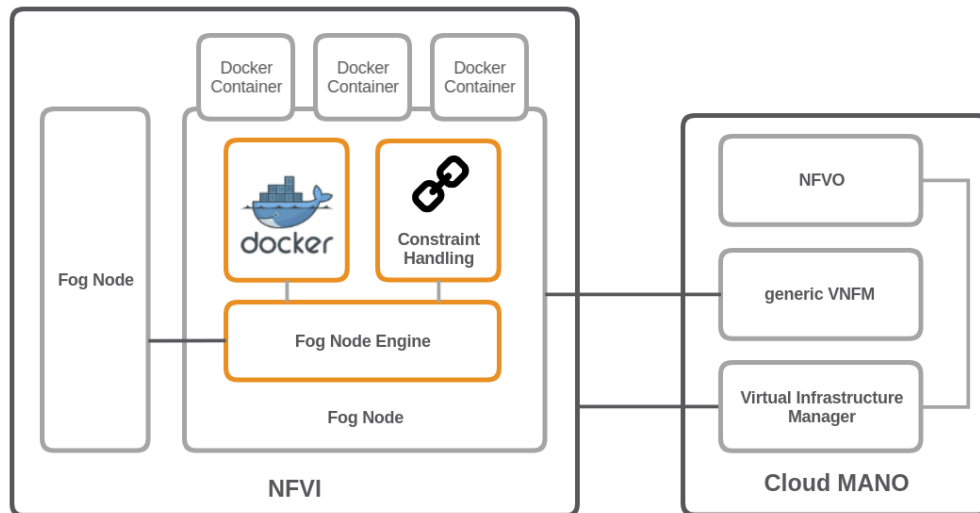 Docker
Container
Docker
Container
Docker
Container
docker
Constraint
Handling
Fog Node
Fog Node Engine
Fog Node
NFVI
NFVO
generic VNFM
Virtual Infrastructure
Manager
Cloud MANO